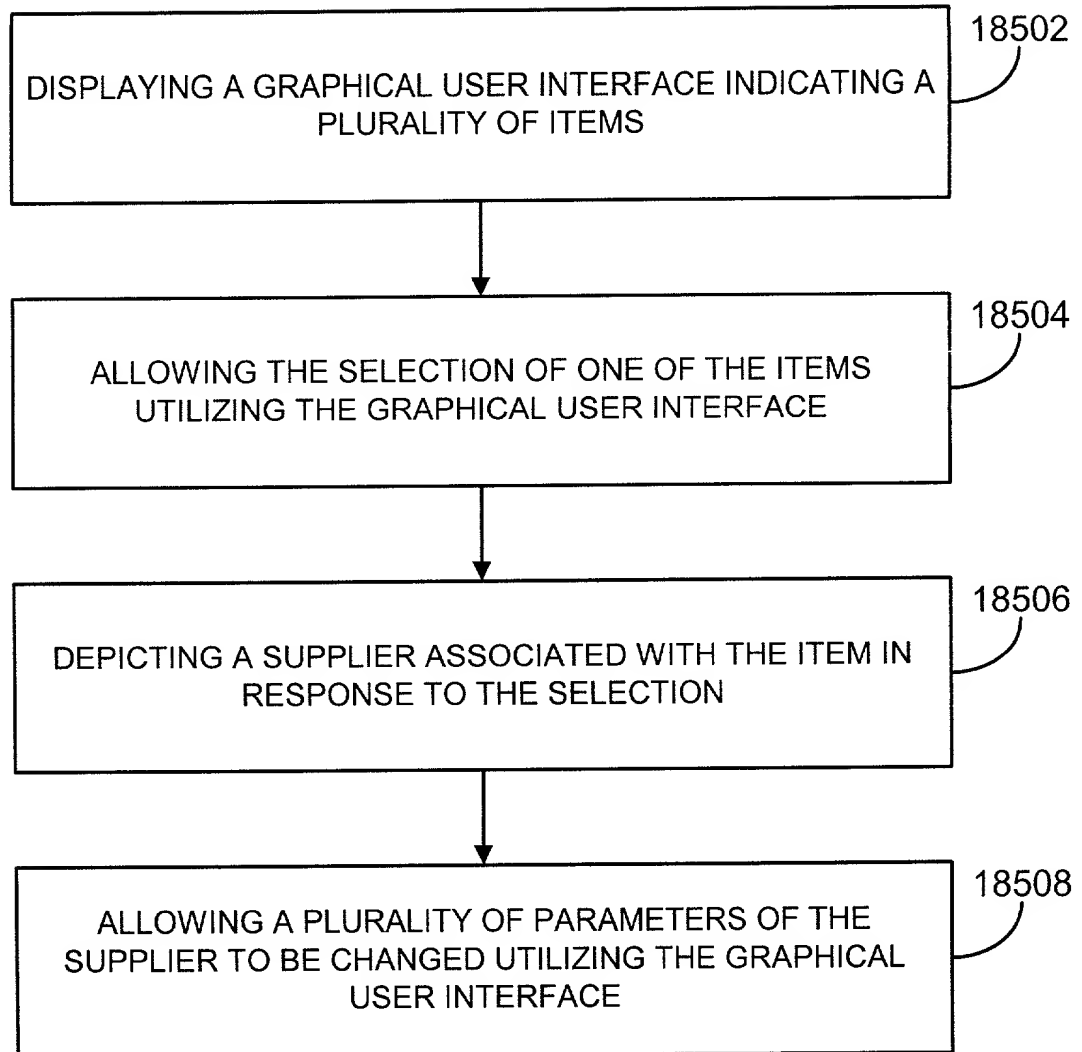 18502
DISPLAYING A GRAPHICAL USER INTERFACE INDICATING A
PLURALITY OF ITEMS
18504
ALLOWING THE SELECTION OF ONE OF THE ITEMS
UTILIZING THE GRAPHICAL USER INTERFACE
18506
DEPICTING A SUPPLIER ASSOCIATED WITH THE ITEM IN
RESPONSE TO THE SELECTION
18508
ALLOWING A PLURALITY OF PARAMETERS OF THE
SUPPLIER TO BE CHANGED UTILIZING THE GRAPHICAL
USER INTERFACE